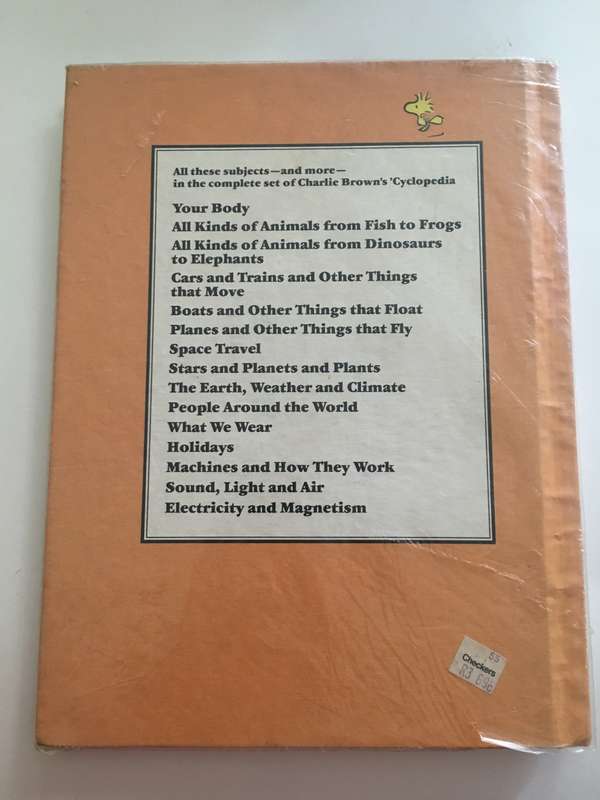 All these subjects—and more—
in the complete set of Charlie Brown's 'Cyclopedia
Your Body
All Kinds of Animals from Fish to Frogs
All Kinds of Animals from Dinosaurs
to Elephants
Cars and Trains and Other Things
that Move
Boats and Other Things that Float
Planes and Other Things that Fly
Space Travel
Stars and Planets and Plants
The Earth, Weather and Climate
People Around the World
What We Wear
Holidays
Machines and How They Work
Sound, Light and Air
Electricity and Magnetism
55
Checkers
R3 69c